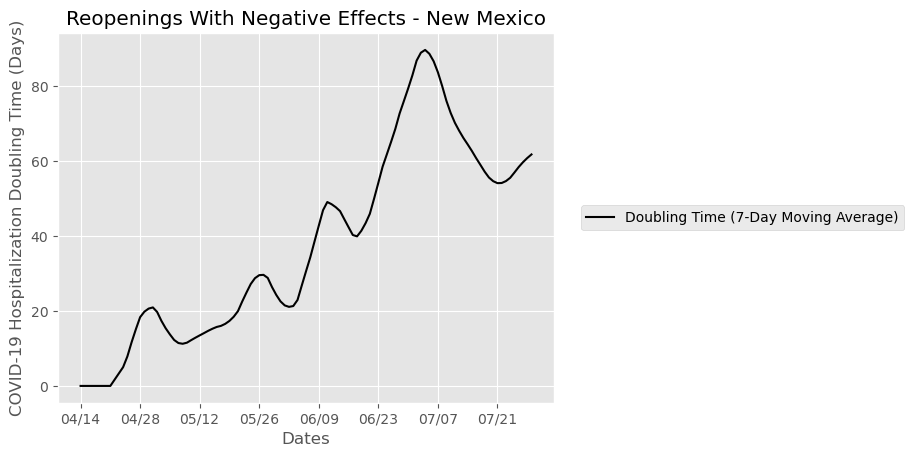 Reopenings With Negative Effects - New Mexico
COVID-19 Hospitalization Doubling Time (Days)
80
60
40
20
0
04/14 04/28 05/12 05/26 06/09 06/23 07/07 07/21
Dates
Doubling Time (7-Day Moving Average)